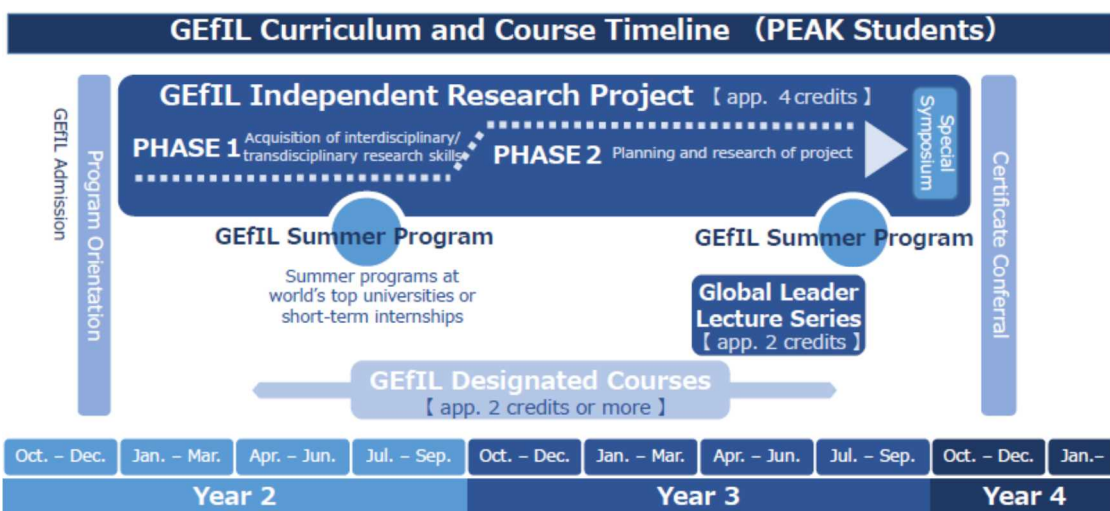 GEfIL Curriculum and Course Timeline （PEAK Students）
GEfIL Admission
Program Orientation
GEfIL Independent Research Project 【 app. 4 credits 】
PHASE 1
Acquisition of interdisciplinary/
transdisciplinary research skills
PHASE 2
Planning and research of project
Special
Symposium
Certificate Conferral
GEfIL Summer Program
Summer programs at
world's top universities or
short-term internships
GEfIL Summer Program
Global Leader
Lecture Series
【 app. 2 credits 】
GEfIL Designated Courses
【 app. 2 credits or more 】
Oct. – Dec. Jan. – Mar. Apr. – Jun. Jul. – Sep. Oct. – Dec. Jan. – Mar. Apr. – Jun. Jul. – Sep. Oct. – Dec. Jan.–
Year 2 Year 3 Year 4